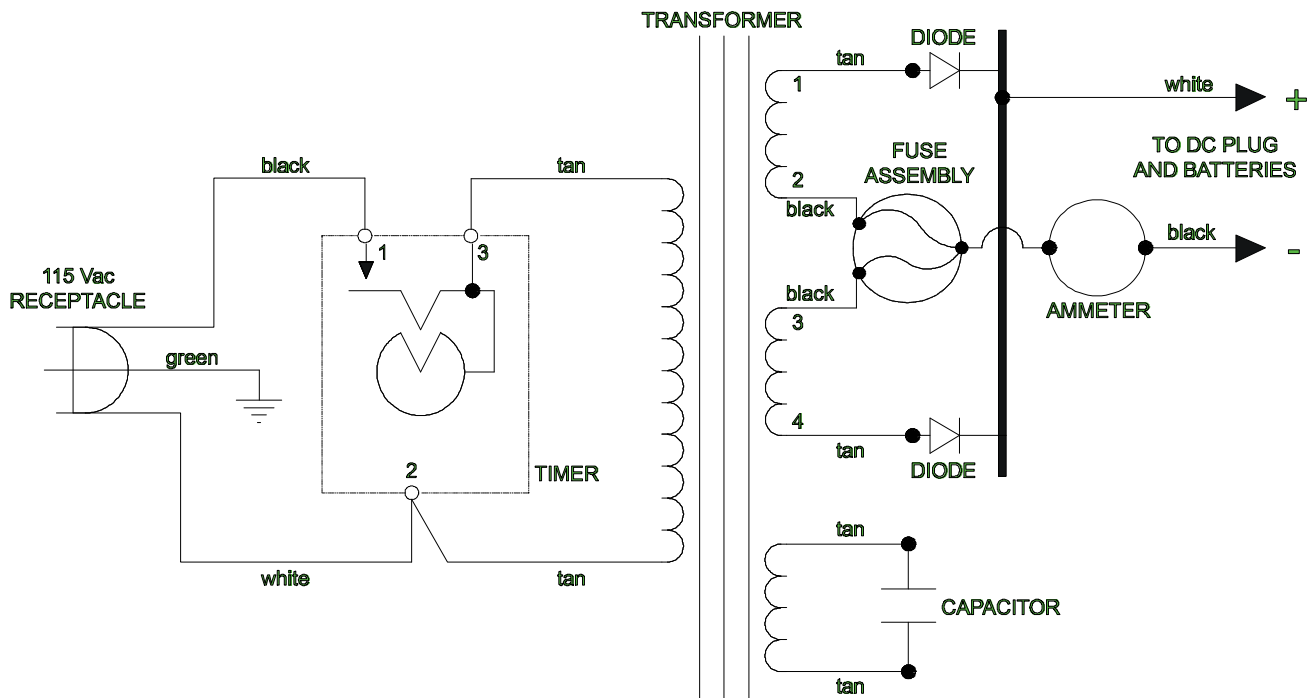 TRANSFORMER
DIODE
tan
1
white
+
TO DC PLUG
AND BATTERIES
FUSE
ASSEMBLY
black
tan
2
black
1
3
black
-
115 Vac
RECEPTACLE
black
3
AMMETER
green
4
tan
DIODE
2
TIMER
white
tan
tan
CAPACITOR
tan